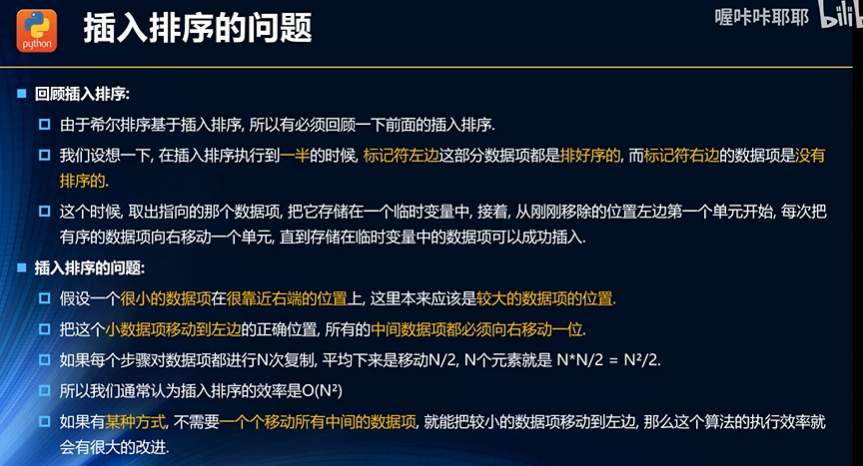 python
插入排序的问题
喔咔咔耶耶 bilib
回顾插入排序:
由于希尔排序基于插入排序, 所以有必须回顾一下前面的插入排序.
我们设想一下, 在插入排序执行到一半的时候, 标记符左边这部分数据项都是排好序的, 而标记符右边的数据项是没有
排序的.
这个时候, 取出指向的那个数据项, 把它存储在一个临时变量中, 接着, 从刚刚移除的位置左边第一个单元开始, 每次把
有序的数据项向右移动一个单元, 直到存储在临时变量中的数据项可以成功插入.
插入排序的问题:
假设一个很小的数据项在很靠近右端的位置上, 这里本来应该是较大的数据项的位置.
把这个小数据项移动到左边的正确位置, 所有的中间数据项都必须向右移动一位.
如果每个步骤对数据项都进行N次复制, 平均下来是移动N/2, N个元素就是 N*N/2 = N²/2.
所以我们通常认为插入排序的效率是O(N²)
如果有某种方式, 不需要一个个移动所有中间的数据项, 就能把较小的数据项移动到左边, 那么这个算法的执行效率就
会有很大的改进.